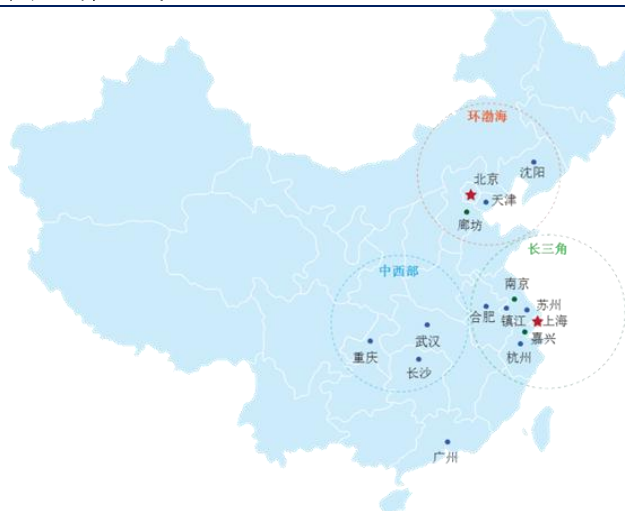 环渤海
沈阳
北京
天津
廊坊
长三角
中西部
南京
苏州
合肥
镇江
上海
嘉兴
武汉
杭州
重庆
长沙
广州